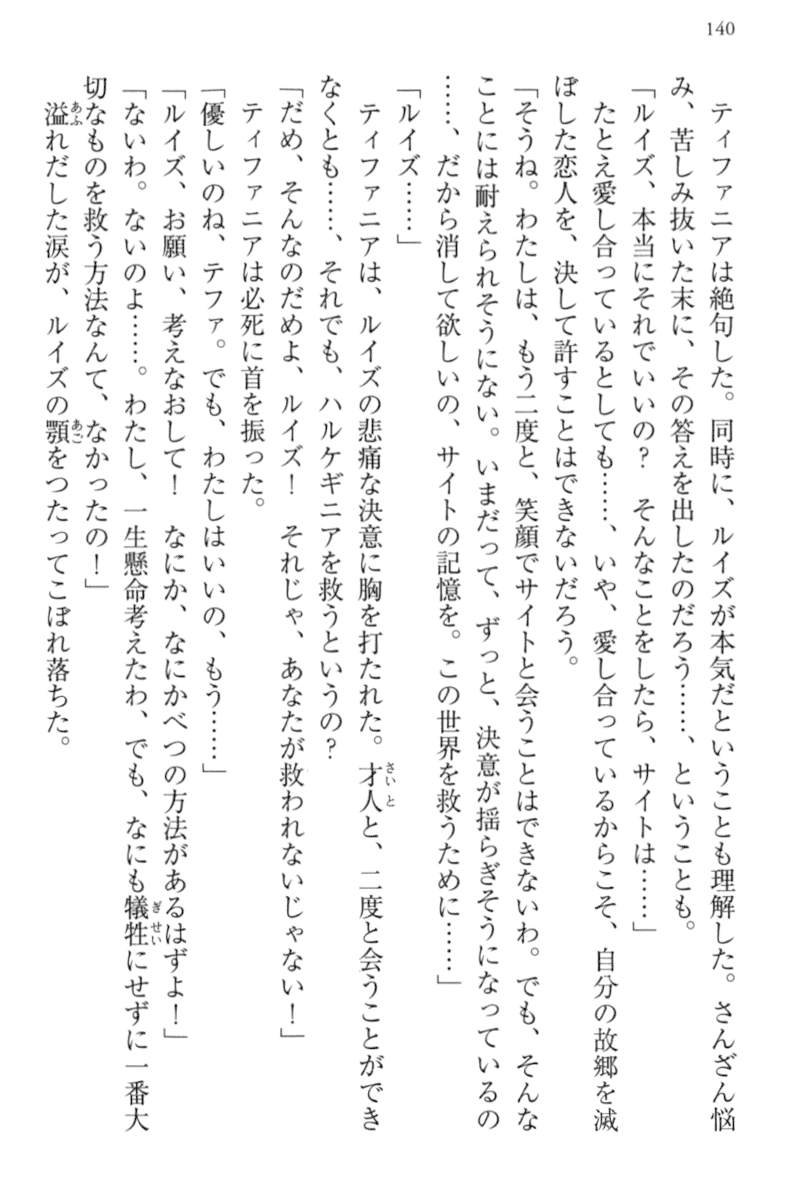 140
ティファニアは絶句した。同時に、ルイズが本気だということも理解した。さんざん悩
み、苦しみ抜いた末に、その答えを出したのだろう……、ということも。
「ルイズ、本当にそれでいいの？　そんなことをしたら、サイトは……」
たとえ愛し合っているとしても……、いや、愛し合っているからこそ、自分の故郷を滅
ぼした恋人を、決して許すことはできないだろう。
「そうね。わたしは、もう二度と、笑顔でサイトと会うことはできないわ。でも、そんな
ことには耐えられそうにない。いまだって、ずっと、決意が揺らぎそうになっているの
……、だから消して欲しいの、サイトの記憶を。この世界を救うために……」
「ルイズ……」
ティファニアは、ルイズの悲痛な決意に胸を打たれた。才人さいとと、二度と会うことができ
なくとも……、それでも、ハルケギニアを救うというの？
「だめ、そんなのだめよ、ルイズ！　それじゃ、あなたが救われないじゃない！」
ティファニアは必死に首を振った。
「優しいのね、テファ。でも、わたしはいいの、もう……」
「ルイズ、お願い、考えなおして！　なにか、なにかべつの方法があるはずよ！」
「ないわ。ないのよ……。わたし、一生懸命考えたわ、でも、なにも犠牲ぎせいにせずに一番大
切なものを救う方法なんて、なかったの！」
溢あふれだした涙が、ルイズの顎あごをつたってこぼれ落ちた。